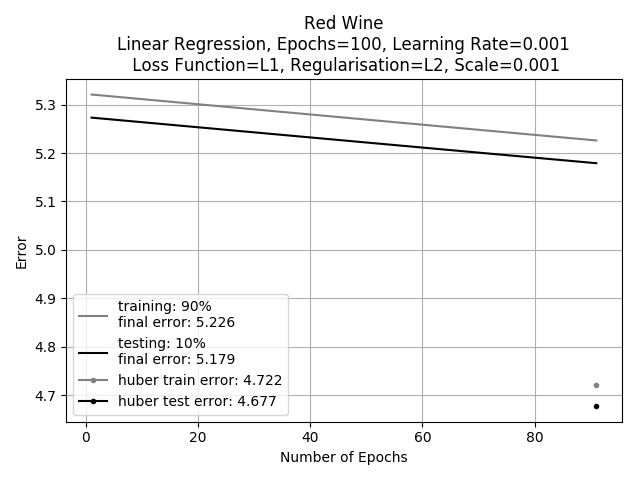 Red Wine
Linear Regression, Epochs=100, Learning Rate=0.001
Loss Function=L1, Regularisation=L2, Scale=0.001
Error
5.3
5.2
5.1
5.0
4.9
4.8
4.7
training: 90%
final error: 5.226
testing: 10%
final error: 5.179
huber train error: 4.722
huber test error: 4.677
0 20 40 60 80
Number of Epochs